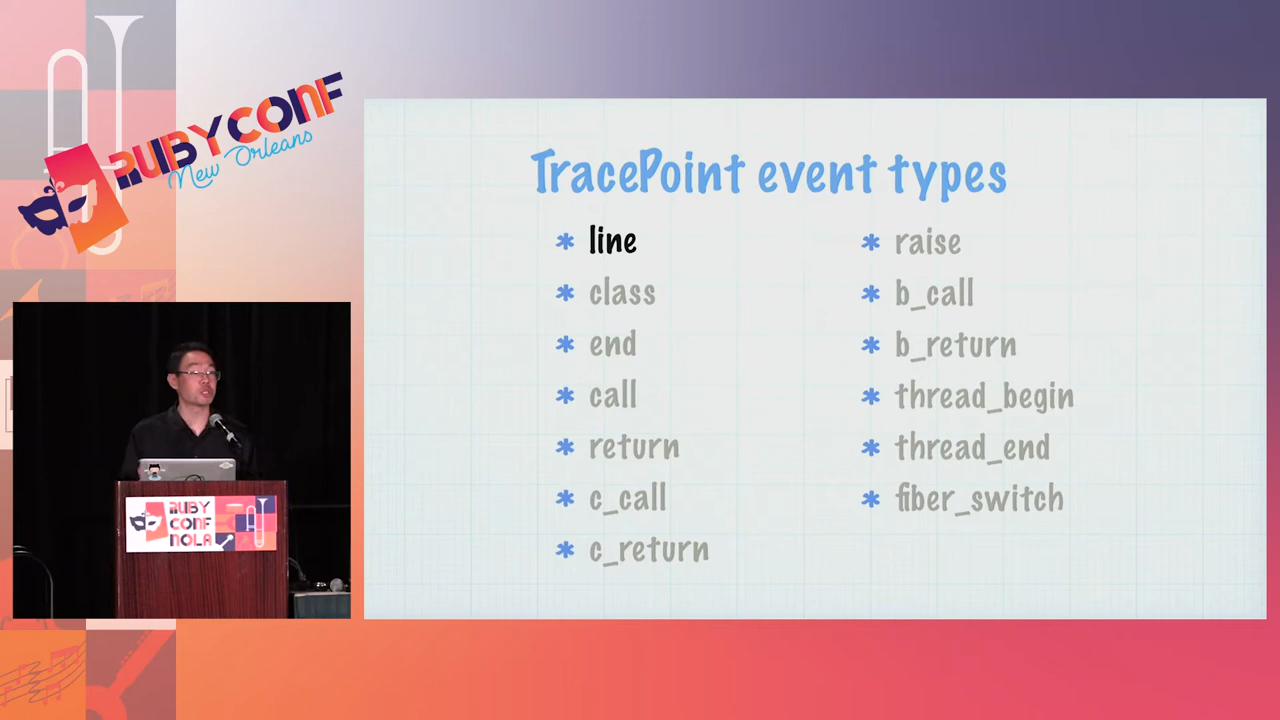 RUBYCONF
New Orleans
TracePoint event types
* line
* class
* end
* call
* return
* c_call
* c_return
* raise
* b_call
* b_return
* thread_begin
* thread_end
* fiber_switch
RUBY
CONF
NOLA